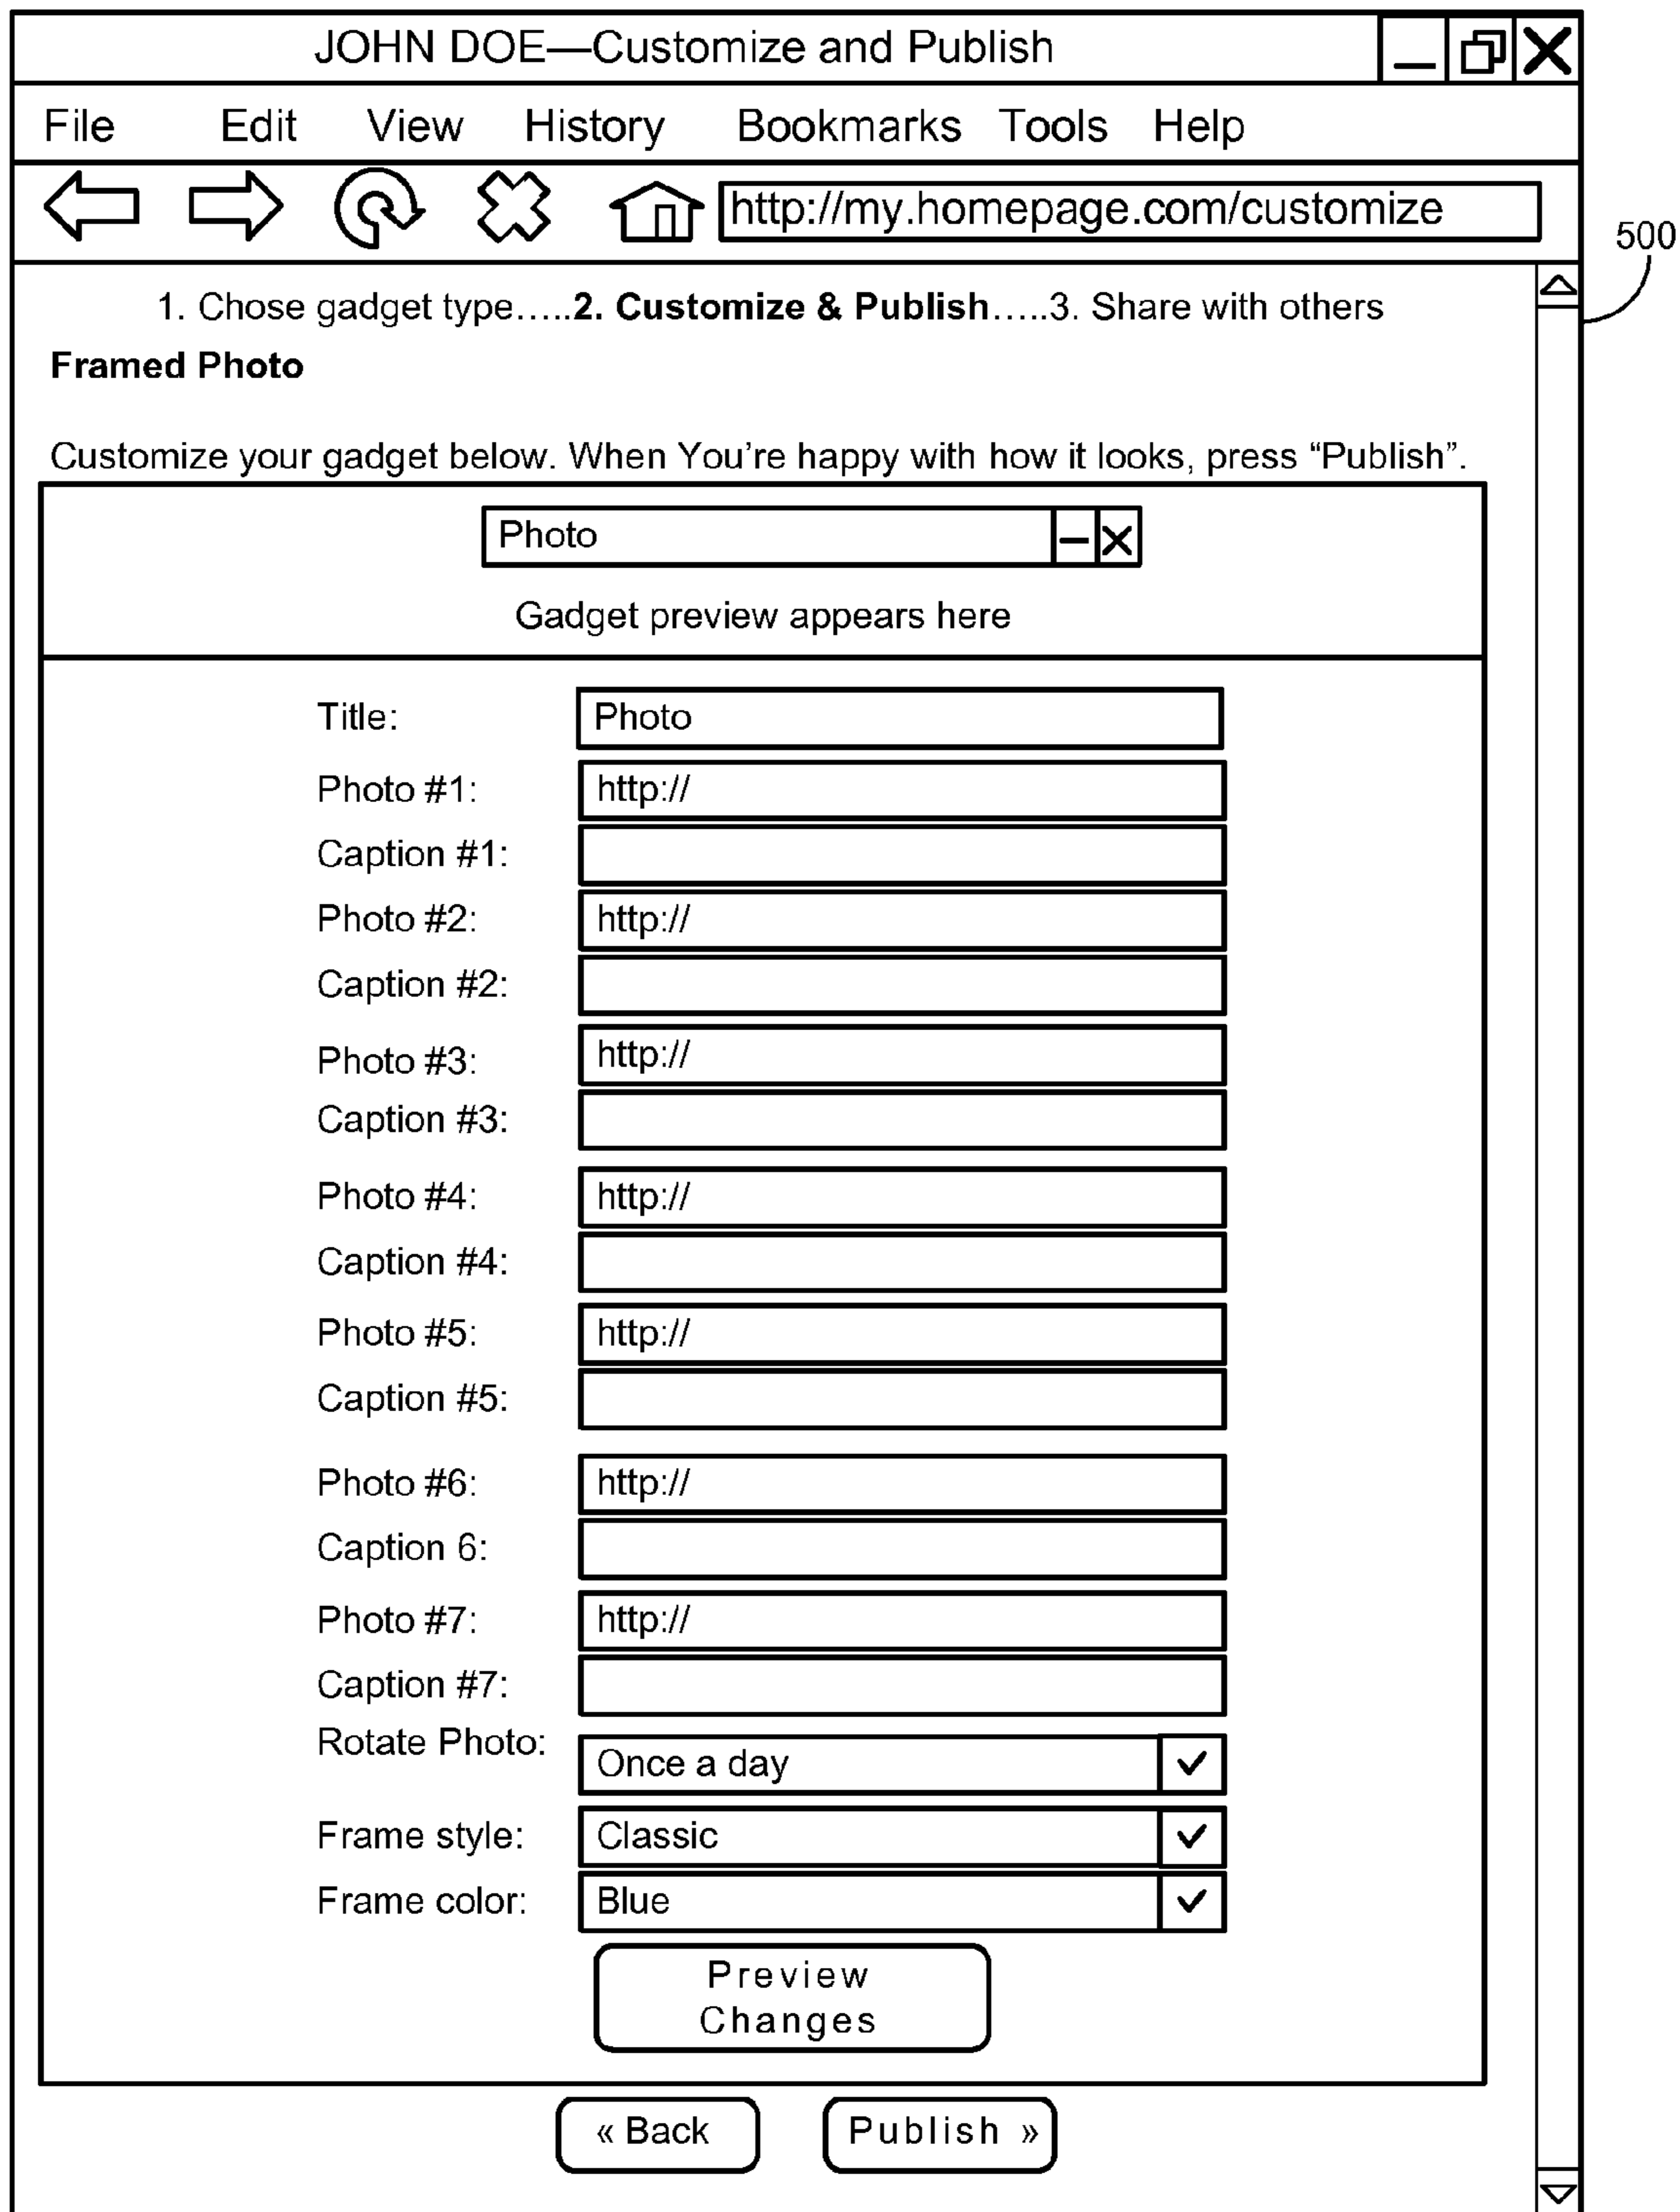 JOHN DOE—Customize and Publish
File Edit View History Bookmarks Tools Help
http://my.homepage.com/customize
500
1. Chose gadget type.....2. Customize & Publish.....3. Share with others
Framed Photo
Customize your gadget below. When You're happy with how it looks, press “Publish”.
Photo
Gadget preview appears here
Title: Photo
Photo #1: http://
Caption #1:
Photo #2: http://
Caption #2:
Photo #3: http://
Caption #3:
Photo #4: http://
Caption #4:
Photo #5: http://
Caption #5:
Photo #6: http://
Caption 6:
Photo #7: http://
Caption #7:
Rotate Photo: Once a day
Frame style: Classic
Frame color: Blue
Preview
Changes
« Back Publish »